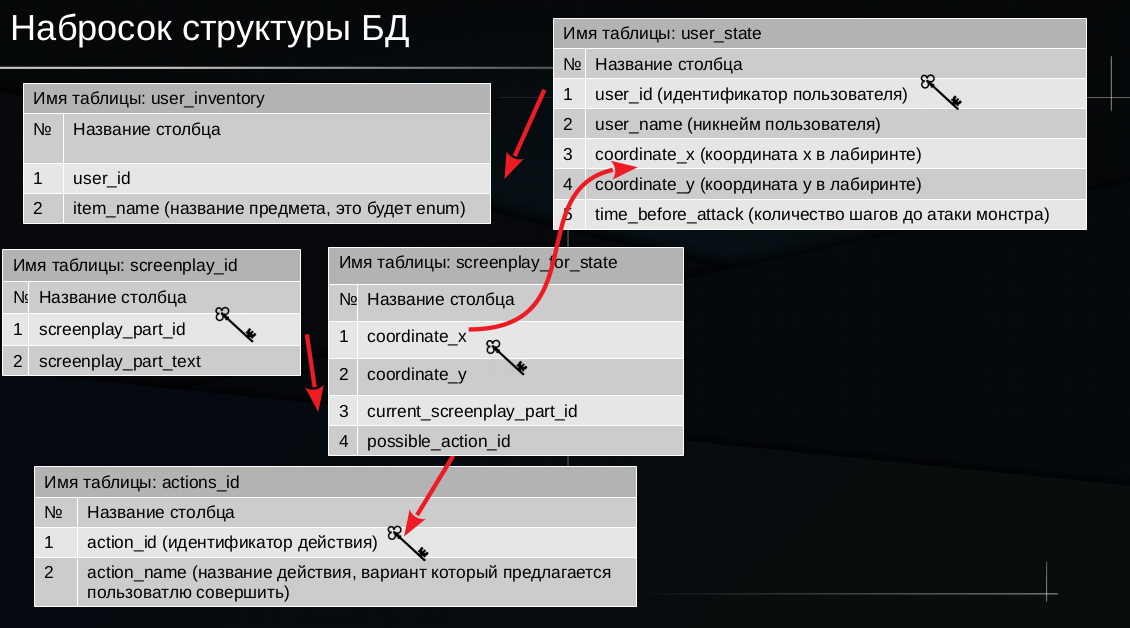 Набросок структуры БД
Имя таблицы: user_state
№ Название столбца
1 user_id (идентификатор пользователя)
2 user_name (никнейм пользователя)
3 coordinate_x (координата x в лабиринте)
4 coordinate_y (координата y в лабиринте)
5 time_before_attack (количество шагов до атаки монстра)
Имя таблицы: user_inventory
№ Название столбца
1 user_id
2 item_name (название предмета, это будет enum)
Имя таблицы: screenplay_id
№ Название столбца
1 screenplay_part_id
2 screenplay_part_text
Имя таблицы: screenplay_for_state
№ Название столбца
1 coordinate_x
2 coordinate_y
3 current_screenplay_part_id
4 possible_action_id
Имя таблицы: actions_id
№ Название столбца
1 action_id (идентификатор действия)
2 action_name (название действия, вариант который предлагается
пользоватлю совершить)